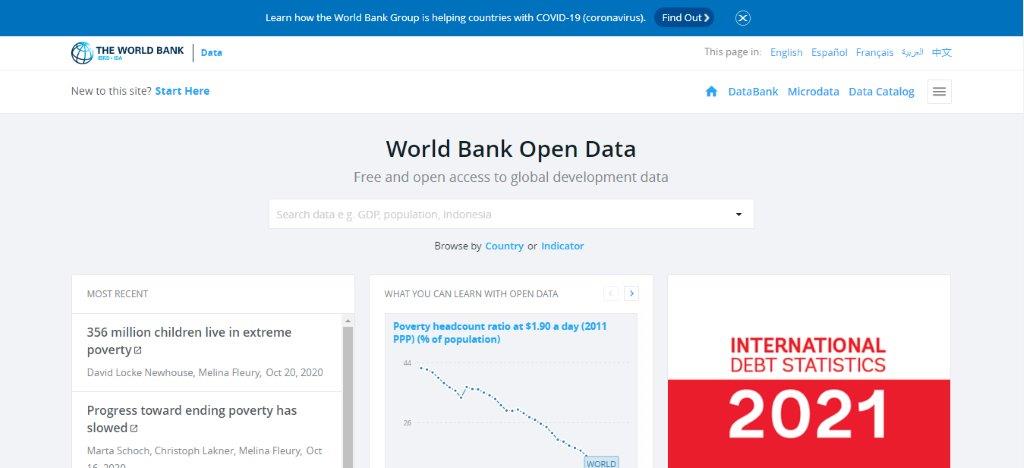 Learn how the World Bank Group is helping countries with COVID-19 (coronavirus). Find Out
THE WORLD BANK
IBRD • IDA
Data
This page in: English Español Français العربية 中文
New to this site? Start Here
DataBank Microdata Data Catalog
World Bank Open Data
Free and open access to global development data
Search data e.g. GDP, population, Indonesia
Browse by Country or Indicator
MOST RECENT
356 million children live in extreme
poverty
David Locke Newhouse, Melina Fleury, Oct 20, 2020
Progress toward ending poverty has
slowed
Marta Schoch, Christoph Lakner, Melina Fleury, Oct
16, 2020
WHAT YOU CAN LEARN WITH OPEN DATA
Poverty headcount ratio at $1.90 a day (2011
PPP) (% of population)
44
26
WORLD
INTERNATIONAL
DEBT STATISTICS
2021